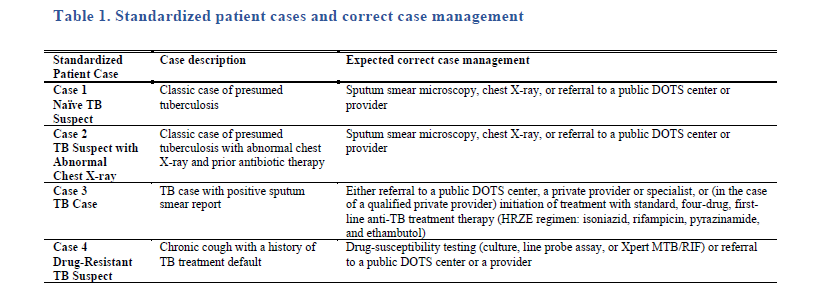 Table 1. Standardized patient cases and correct case management
Standardized Patient Case | Case description | Expected correct case management
Case 1 Naïve TB Suspect | Classic case of presumed tuberculosis | Sputum smear microscopy, chest X-ray, or referral to a public DOTS center or provider
Case 2 TB Suspect with Abnormal Chest X-ray | Classic case of presumed tuberculosis with abnormal chest X-ray and prior antibiotic therapy | Sputum smear microscopy, chest X-ray, or referral to a public DOTS center or provider
Case 3 TB Case | TB case with positive sputum smear report | Either referral to a public DOTS center, a private provider or specialist, or (in the case of a qualified private provider) initiation of treatment with standard, four-drug, first-line anti-TB treatment therapy (HRZE regimen: isoniazid, rifampicin, pyrazinamide, and ethambutol)
Case 4 Drug-Resistant TB Suspect | Chronic cough with a history of TB treatment default | Drug-susceptibility testing (culture, line probe assay, or Xpert MTB/RIF) or referral to a public DOTS center or a provider